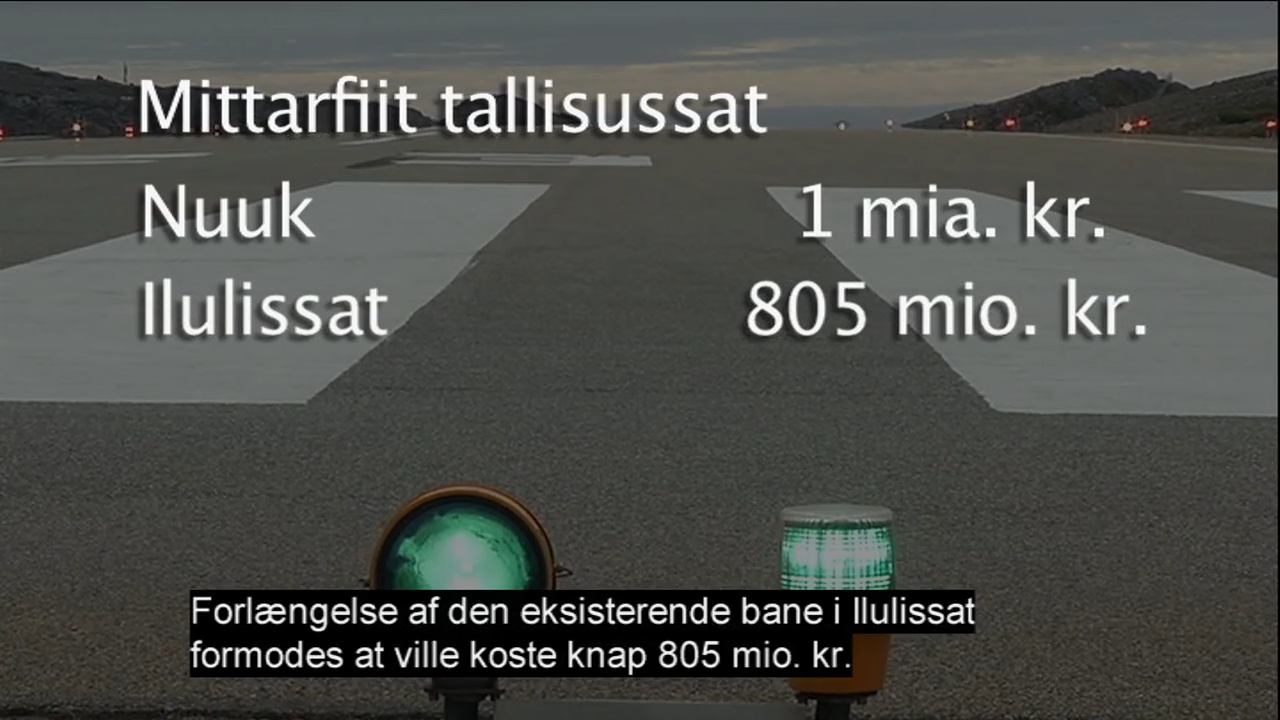 Mittarfiit tallisussat
Nuuk 1 mia. kr.
Ilulissat 805 mio. kr.
Forlængelse af den eksisterende bane i Ilulissat
formodes at ville koste knap 805 mio. kr.